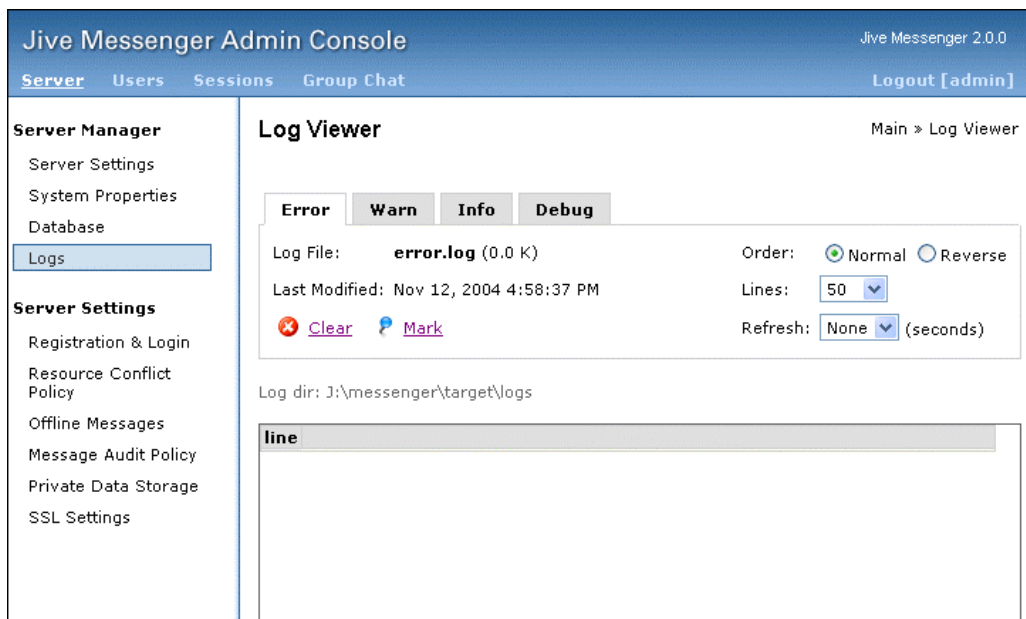 Jive Messenger Admin Console
Jive Messenger 2.0.0
Server Users Sessions Group Chat
Logout [admin]
Server Manager
Server Settings
System Properties
Database
Logs
Server Settings
Registration & Login
Resource Conflict
Policy
Offline Messages
Message Audit Policy
Private Data Storage
SSL Settings
Log Viewer
Main » Log Viewer
Error Warn Info Debug
Log File: error.log (0.0 K)
Order: Normal Reverse
Last Modified: Nov 12, 2004 4:58:37 PM
Lines: 50
Clear Mark
Refresh: None (seconds)
Log dir: J:\messenger\target\logs
line